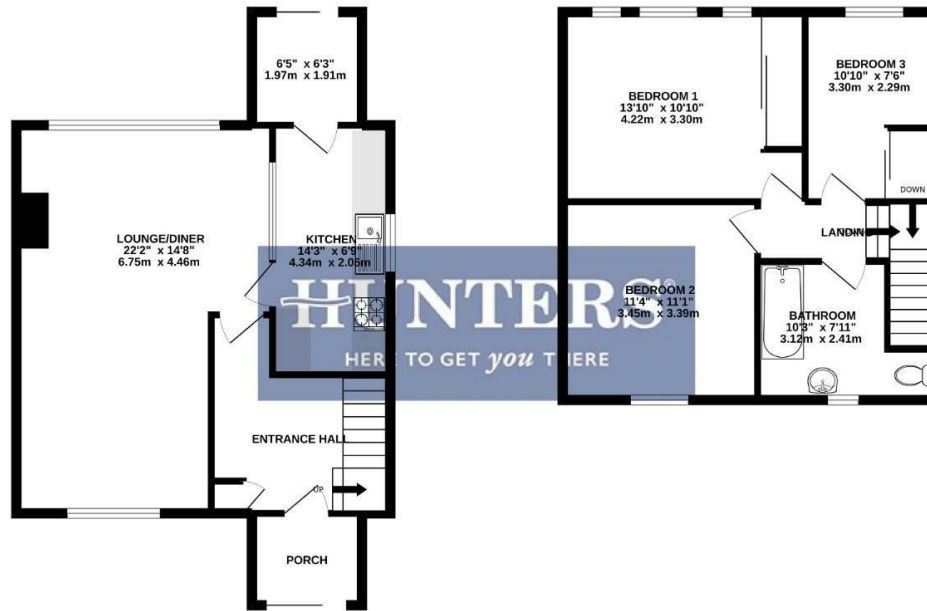 6'5" x 6'3"
1.97m x 1.91m
LOUNGE/DINER
22'2" x 14'8"
6.75m x 4.46m
KITCHEN
14'3" x 6'9"
4.34m x 2.05m
ENTRANCE HALL
UP
PORCH
BEDROOM 1
13'10" x 10'10"
4.22m x 3.30m
BEDROOM 3
10'10" x 7'6"
3.30m x 2.29m
DOWN
LANDING
BEDROOM 2
11'4" x 11'1"
3.45m x 3.39m
BATHROOM
10'3" x 7'11"
3.12m x 2.41m
HUNTERS®
HERE TO GET you THERE